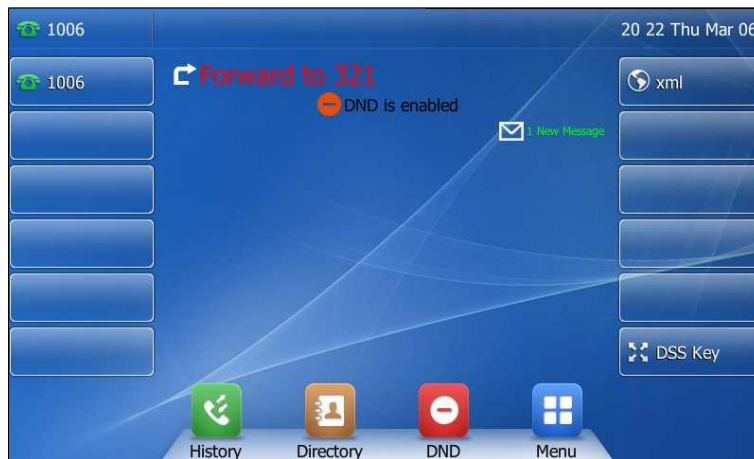 1006
20 22 Thu Mar 06
1006
Forward to 321
DND is enabled
1 New Message
xml
DSS Key
History
Directory
DND
Menu